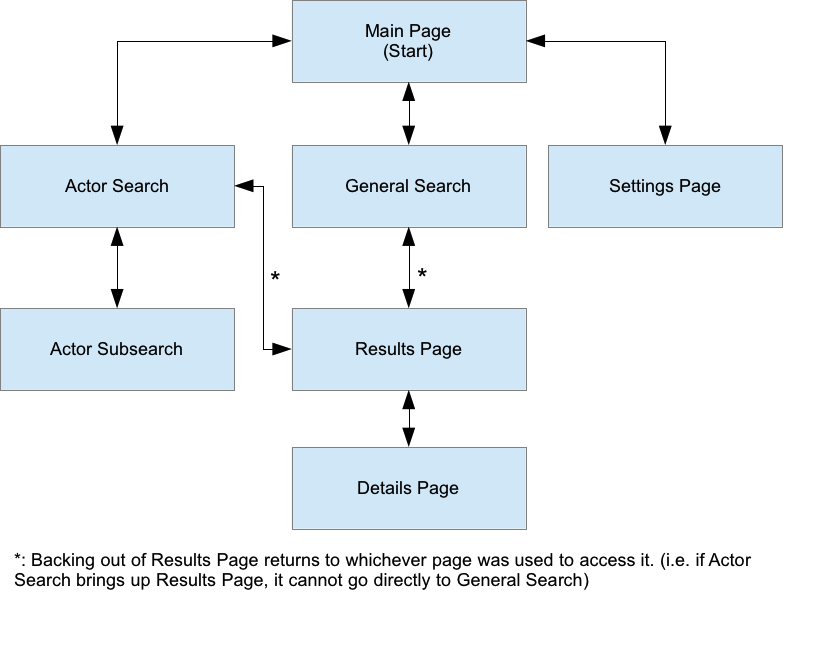 Main Page
(Start)
Actor Search
General Search
Settings Page
*
*
Actor Subsearch
Results Page
Details Page
*: Backing out of Results Page returns to whichever page was used to access it. (i.e. if Actor
Search brings up Results Page, it cannot go directly to General Search)